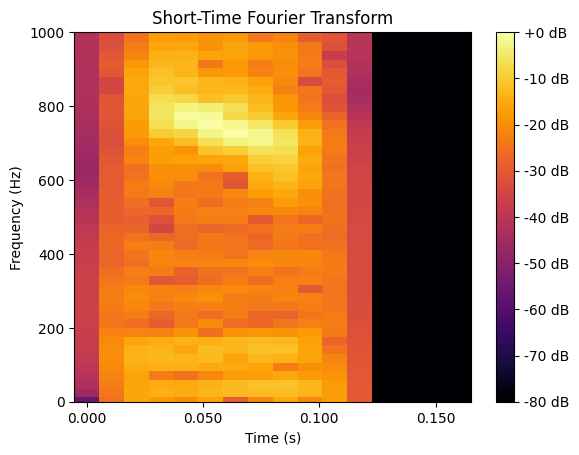 Short-Time Fourier Transform
1000
800
600
400
200
0
Frequency (Hz)
0.000
0.050
0.100
0.150
Time (s)
+0 dB
-10 dB
-20 dB
-30 dB
-40 dB
-50 dB
-60 dB
-70 dB
-80 dB